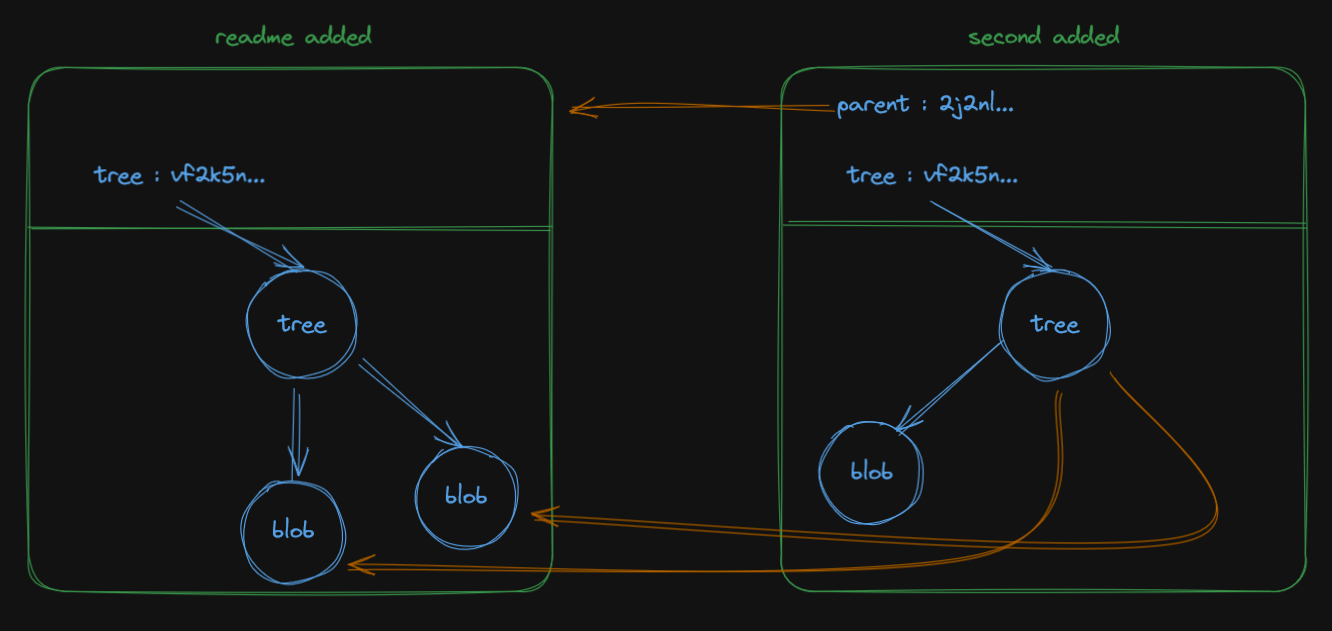 readme added
tree : vf2k5n...
tree
blob
blob
second added
parent : 2j2nl...
tree : vf2k5n...
tree
blob